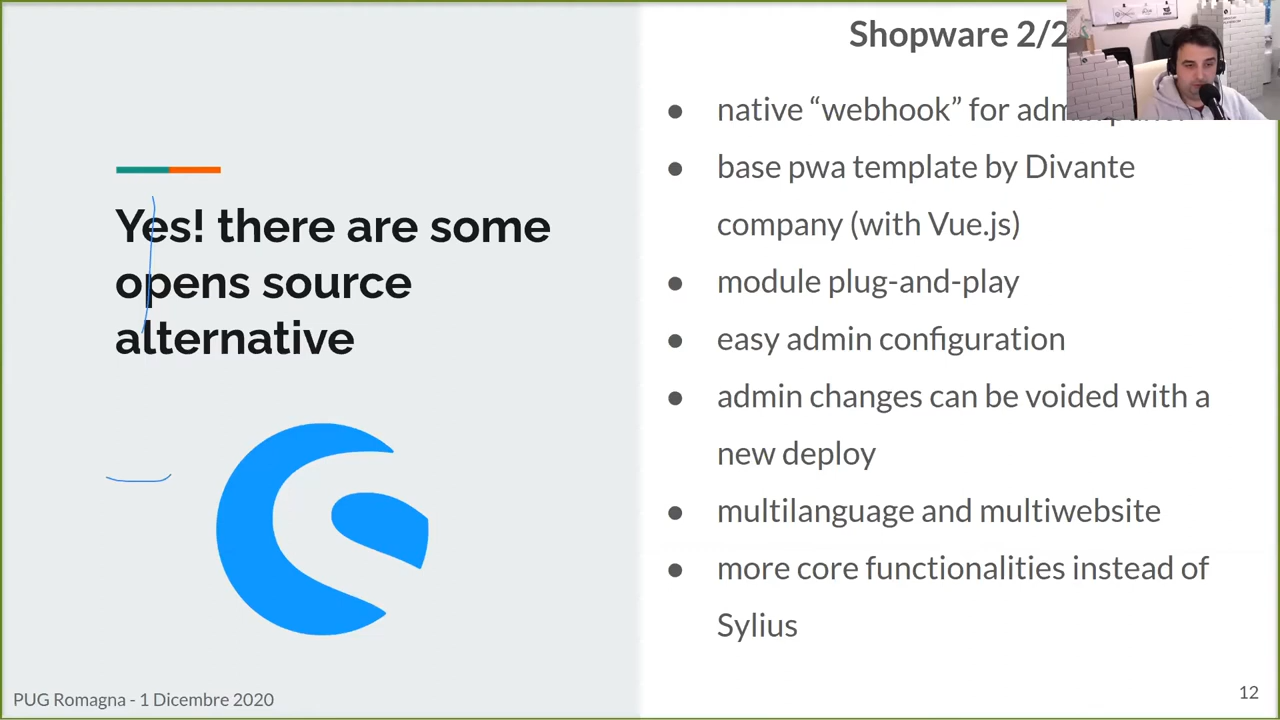 Yes! there are some
opens source
alternative
PUG Romagna - 1 Dicembre 2020
Shopware 2/2
● native “webhook” for
● base pwa template by Divante
company (with Vue.js)
● module plug-and-play
● easy admin configuration
● admin changes can be voided with a
new deploy
● multilanguage and multiwebsite
● more core functionalities instead of
Sylius
12